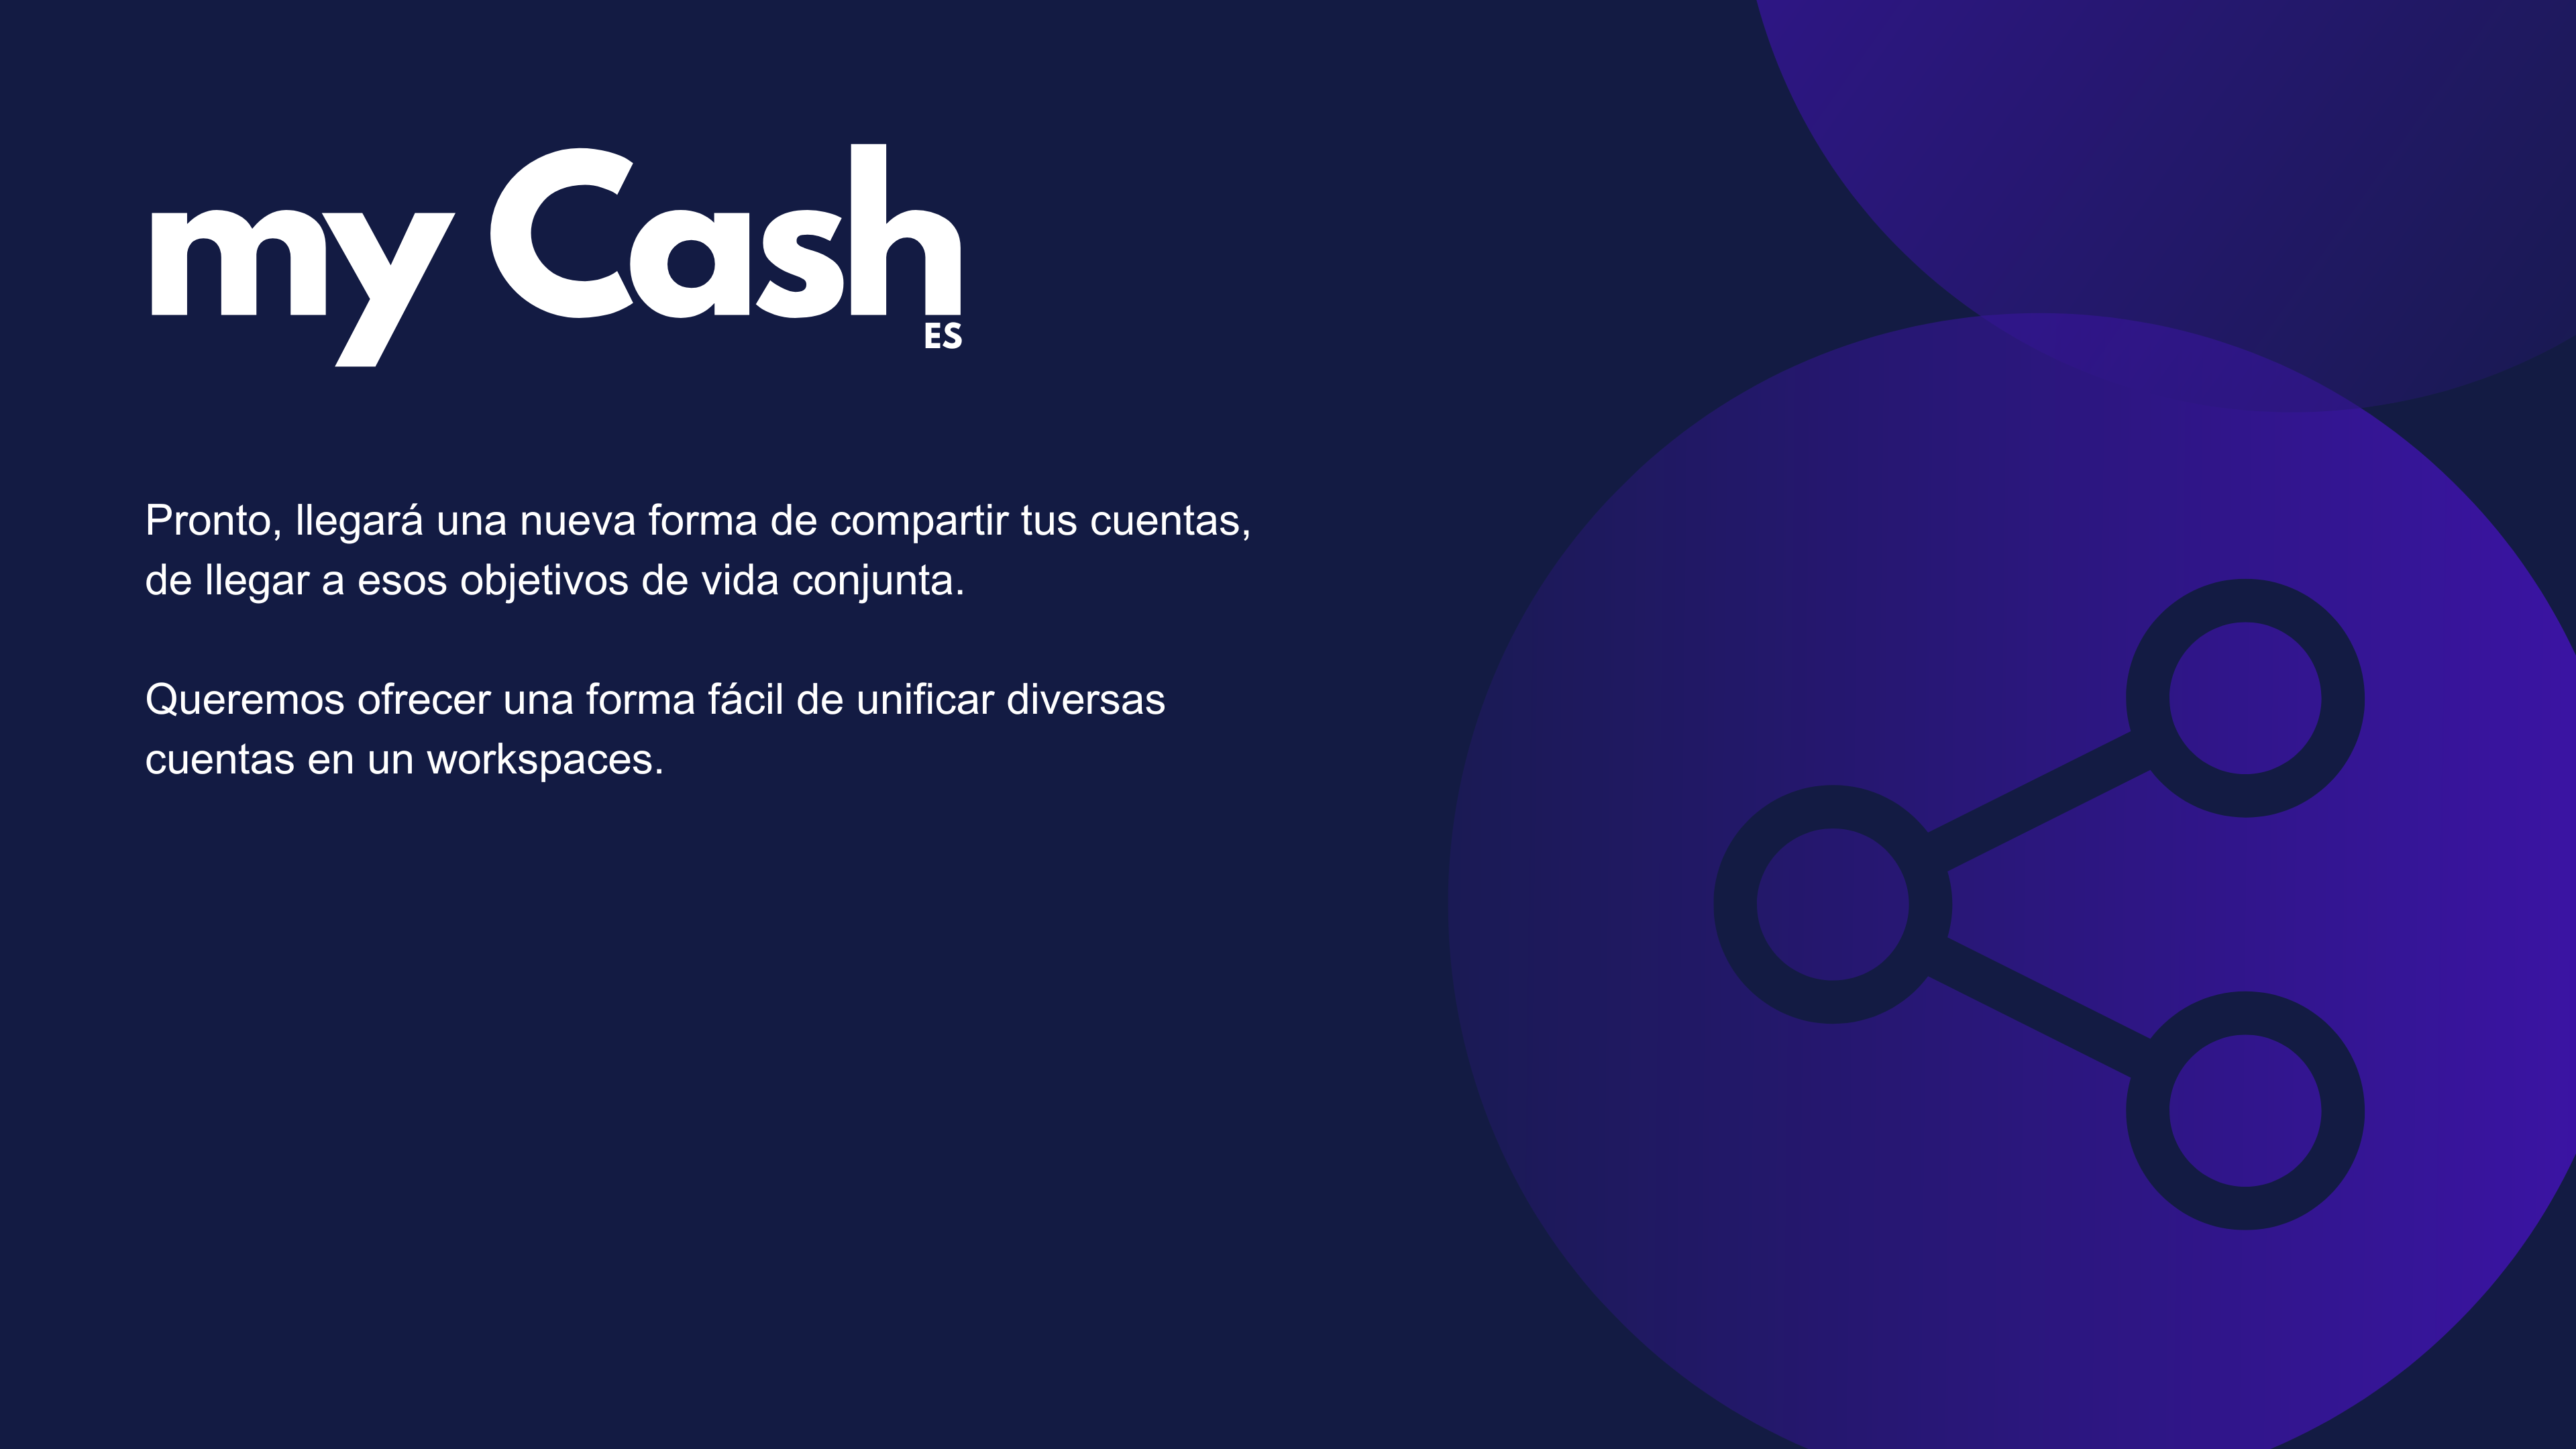 my Cash
ES
Pronto, llegará una nueva forma de compartir tus cuentas,
de llegar a esos objetivos de vida conjunta.
Queremos ofrecer una forma fácil de unificar diversas
cuentas en un workspaces.